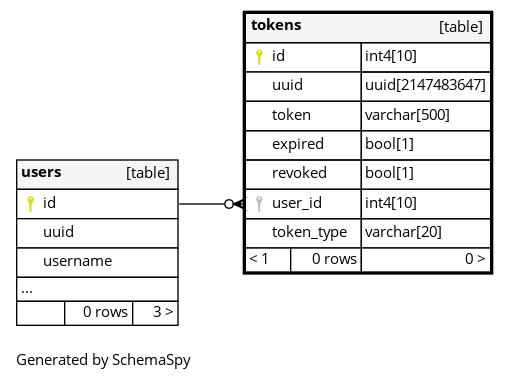 tokens [table]
id int4[10]
uuid uuid[2147483647]
token varchar[500]
expired bool[1]
revoked bool[1]
user_id int4[10]
token_type varchar[20]
< 1 0 rows 0 >
users [table]
id
uuid
username
...
0 rows 3 >
Generated by SchemaSpy